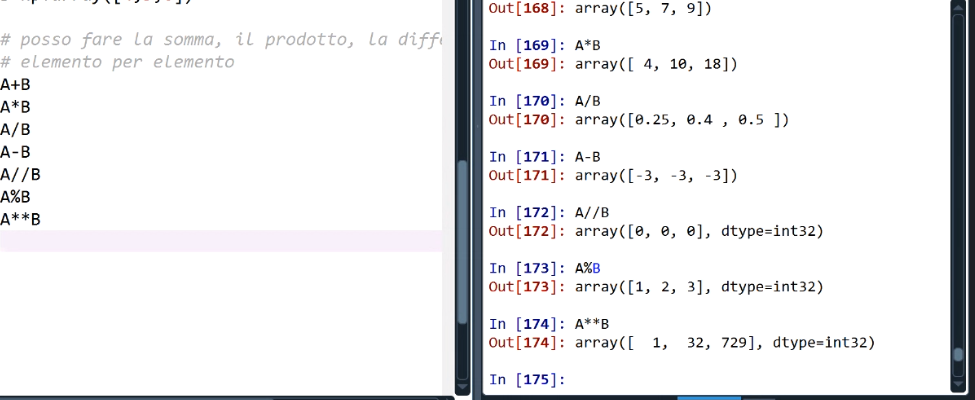 # posso fare la somma, il prodotto, la
# elemento per elemento
A+B
A*B
A/B
A-B
A//B
A%B
A**B
Out[168]: array([5, 7, 9])
In [169]: A*B
Out[169]: array([ 4, 10, 18])
In [170]: A/B
Out[170]: array([0.25, 0.4 , 0.5 ])
In [171]: A-B
Out[171]: array([-3, -3, -3])
In [172]: A//B
Out[172]: array([0, 0, 0], dtype=int32)
In [173]: A%B
Out[173]: array([1, 2, 3], dtype=int32)
In [174]: A**B
Out[174]: array([  1,  32, 729], dtype=int32)
In [175]: